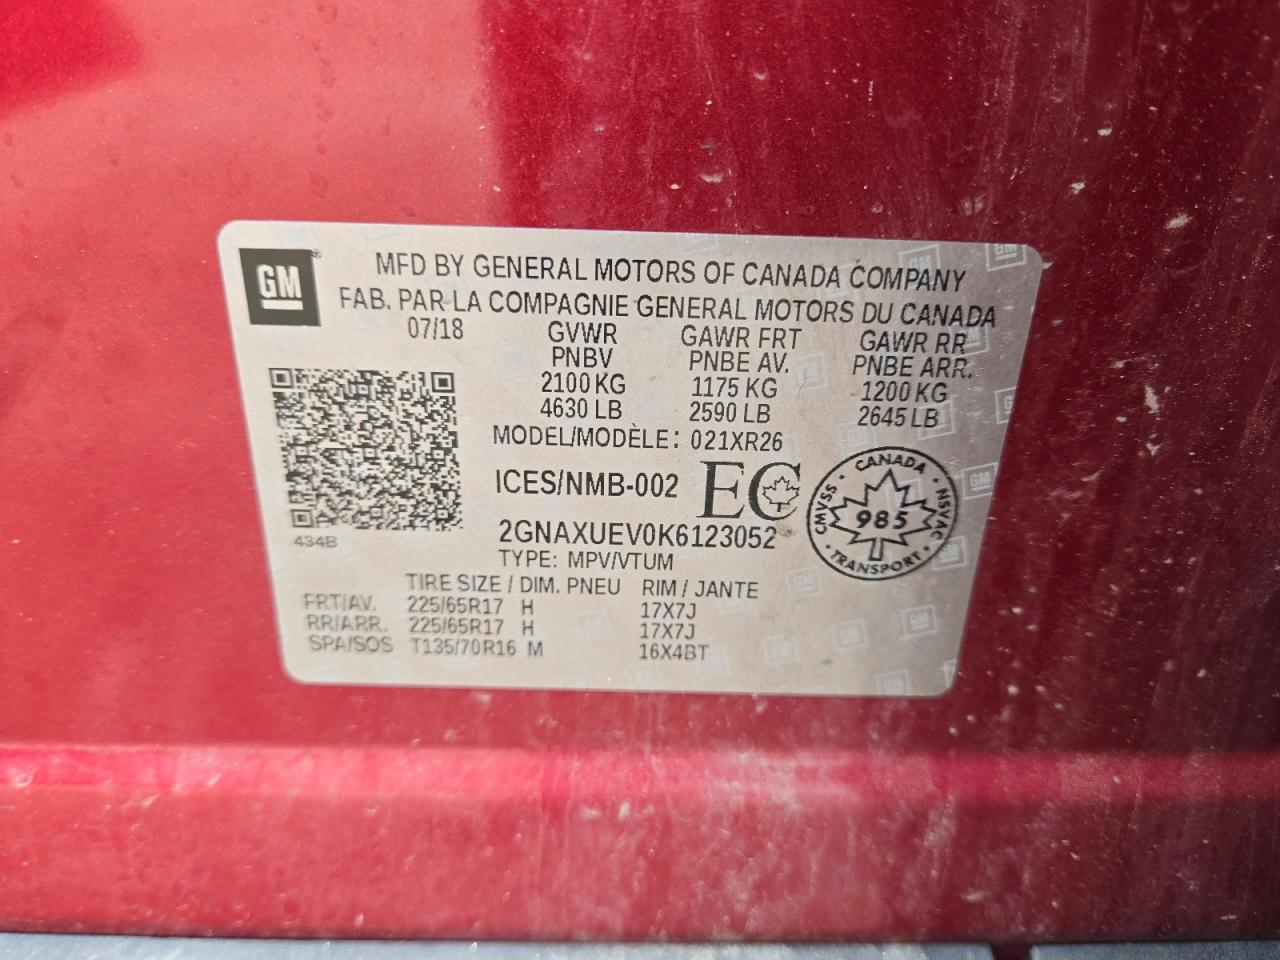 GM
MFD BY GENERAL MOTORS OF CANADA COMPANY
FAB. PAR LA COMPAGNIE GENERAL MOTORS DU CANADA
07/18 GVWR GAWR FRT GAWR RR
PNBV PNBE AV. PNBE ARR.
2100 KG 1175 KG 1200 KG
4630 LB 2590 LB 2645 LB
MODEL/MODÈLE: 021XR26
ICES/NMB-002 EC
CANADA
CMVSS 985 NSVAC
TRANSPORT
434B
2GNAXUEV0K6123052
TYPE: MPV/VTUM
TIRE SIZE / DIM. PNEU RIM / JANTE
FRT/AV. 225/65R17 H 17X7J
RR/ARR. 225/65R17 H 17X7J
SPA/SOS T135/70R16 M 16X4BT